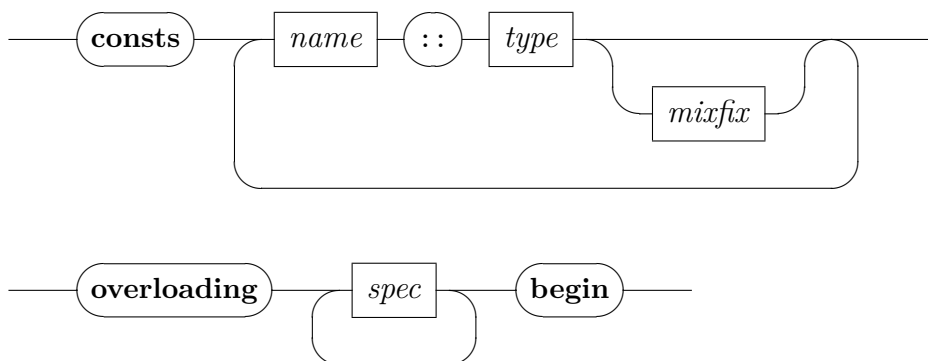 consts name :: type
mixfix
overloading spec begin